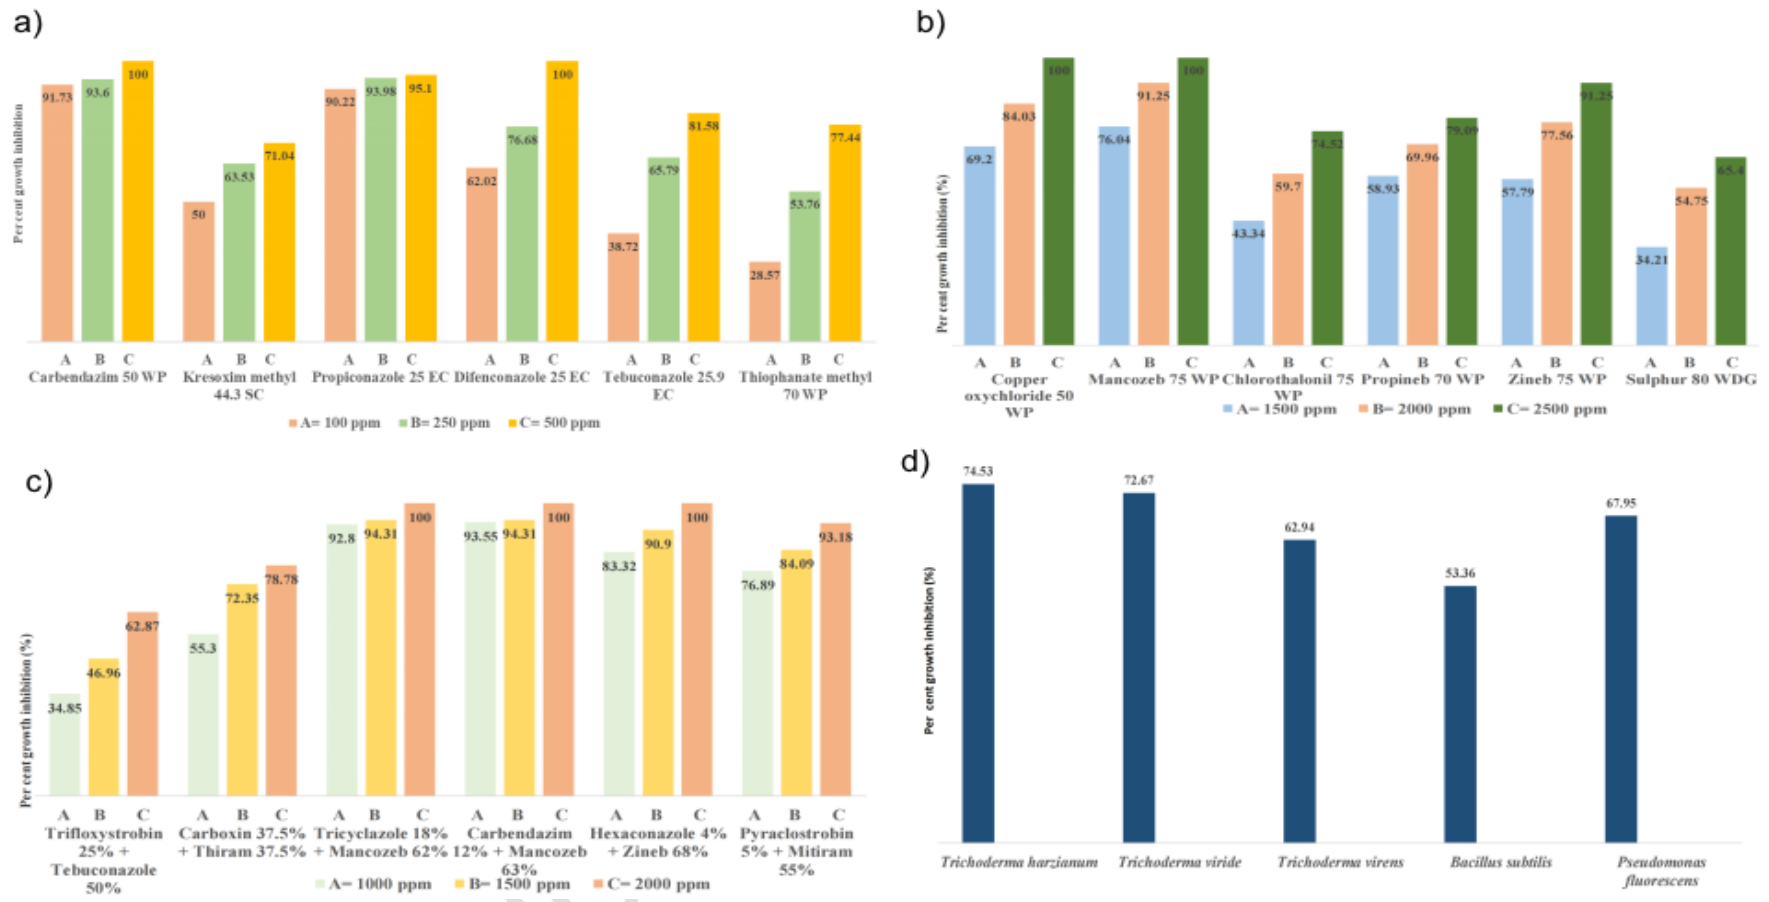 a)
Per cent growth inhibition
91.73 93.6 100
50 63.53 71.04
90.22 93.98 95.1
62.02 76.68 100
38.72 65.79 81.58
28.57 53.76 77.44
A B C A B C A B C A B C A B C A B C
Carbendazim 50 WP Kresoxim methyl Propiconazole 25 EC Difenconazole 25 EC Tebuconazole 25.9 Thiophanate methyl
44.3 SC EC 70 WP
A= 100 ppm B= 250 ppm C= 500 ppm
b)
Per cent growth inhibition (%)
69.2 84.03 100
76.04 91.25 100
43.34 59.7 74.52
58.93 69.96 79.09
57.79 77.56 91.25
34.21 54.75 65.4
A B C A B C A B C A B C A B C A B C
Copper Mancozeb 75 WP Chlorothalonil 75 Propineb 70 WP Zineb 75 WP Sulphur 80 WDG
oxychloride 50 WP
WP
A= 1500 ppm B= 2000 ppm C= 2500 ppm
c)
Per cent growth inhibition (%)
34.85 46.96 62.87
55.3 72.35 78.78
92.8 94.31 100
93.55 94.31 100
83.32 90.9 100
76.89 84.09 93.18
A B C A B C A B C A B C A B C A B C
Trifloxystrobin Carboxin 37.5% Tricyclazole 18% Carbendazim Hexaconazole 4% Pyraclostrobin
25% + + Thiram 37.5% + Mancozeb 62% 12% + Mancozeb + Zineb 68% 5% + Mitiram
Tebuconazole 63% 55%
50%
A= 1000 ppm B= 1500 ppm C= 2000 ppm
d)
Per cent growth inhibition (%)
74.53 72.67 62.94 53.36 67.95
Trichoderma harzianum Trichoderma viride Trichoderma virens Bacillus subtilis Pseudomonas
fluorescens